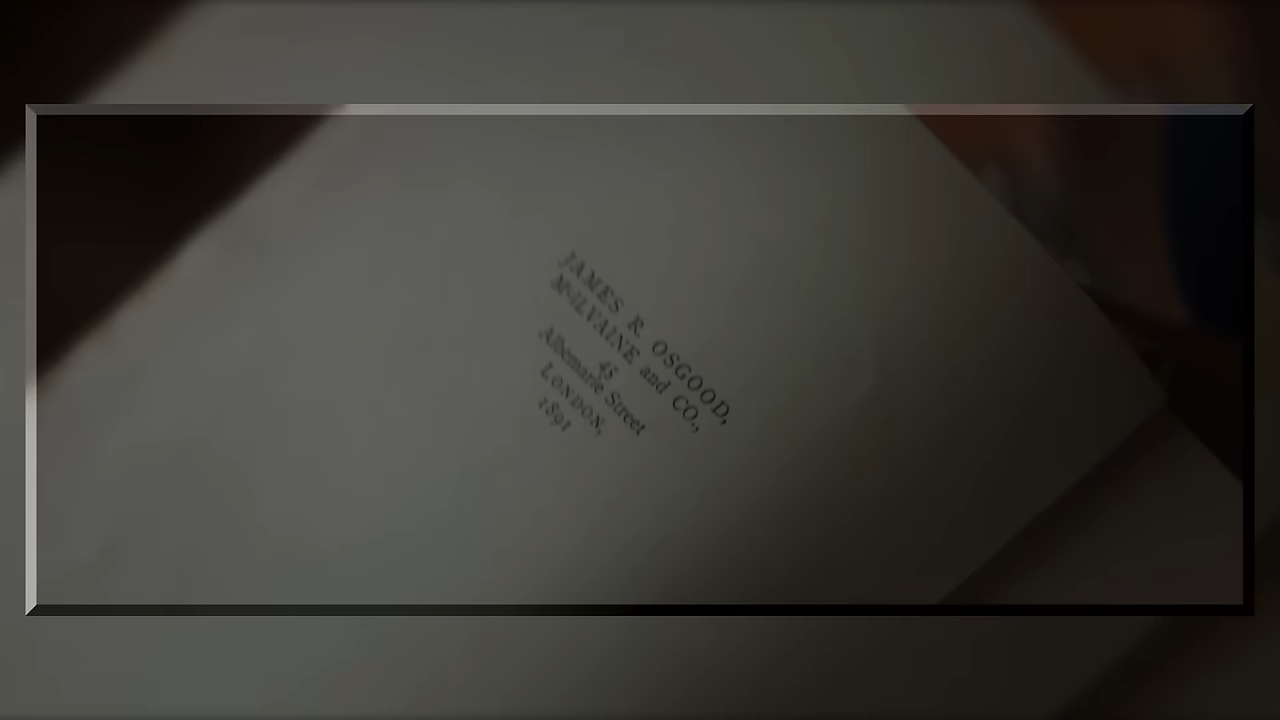 JAMES R. OSGOOD,
McILVAINE and CO.,
45
Albemarle Street
LONDON,
1891